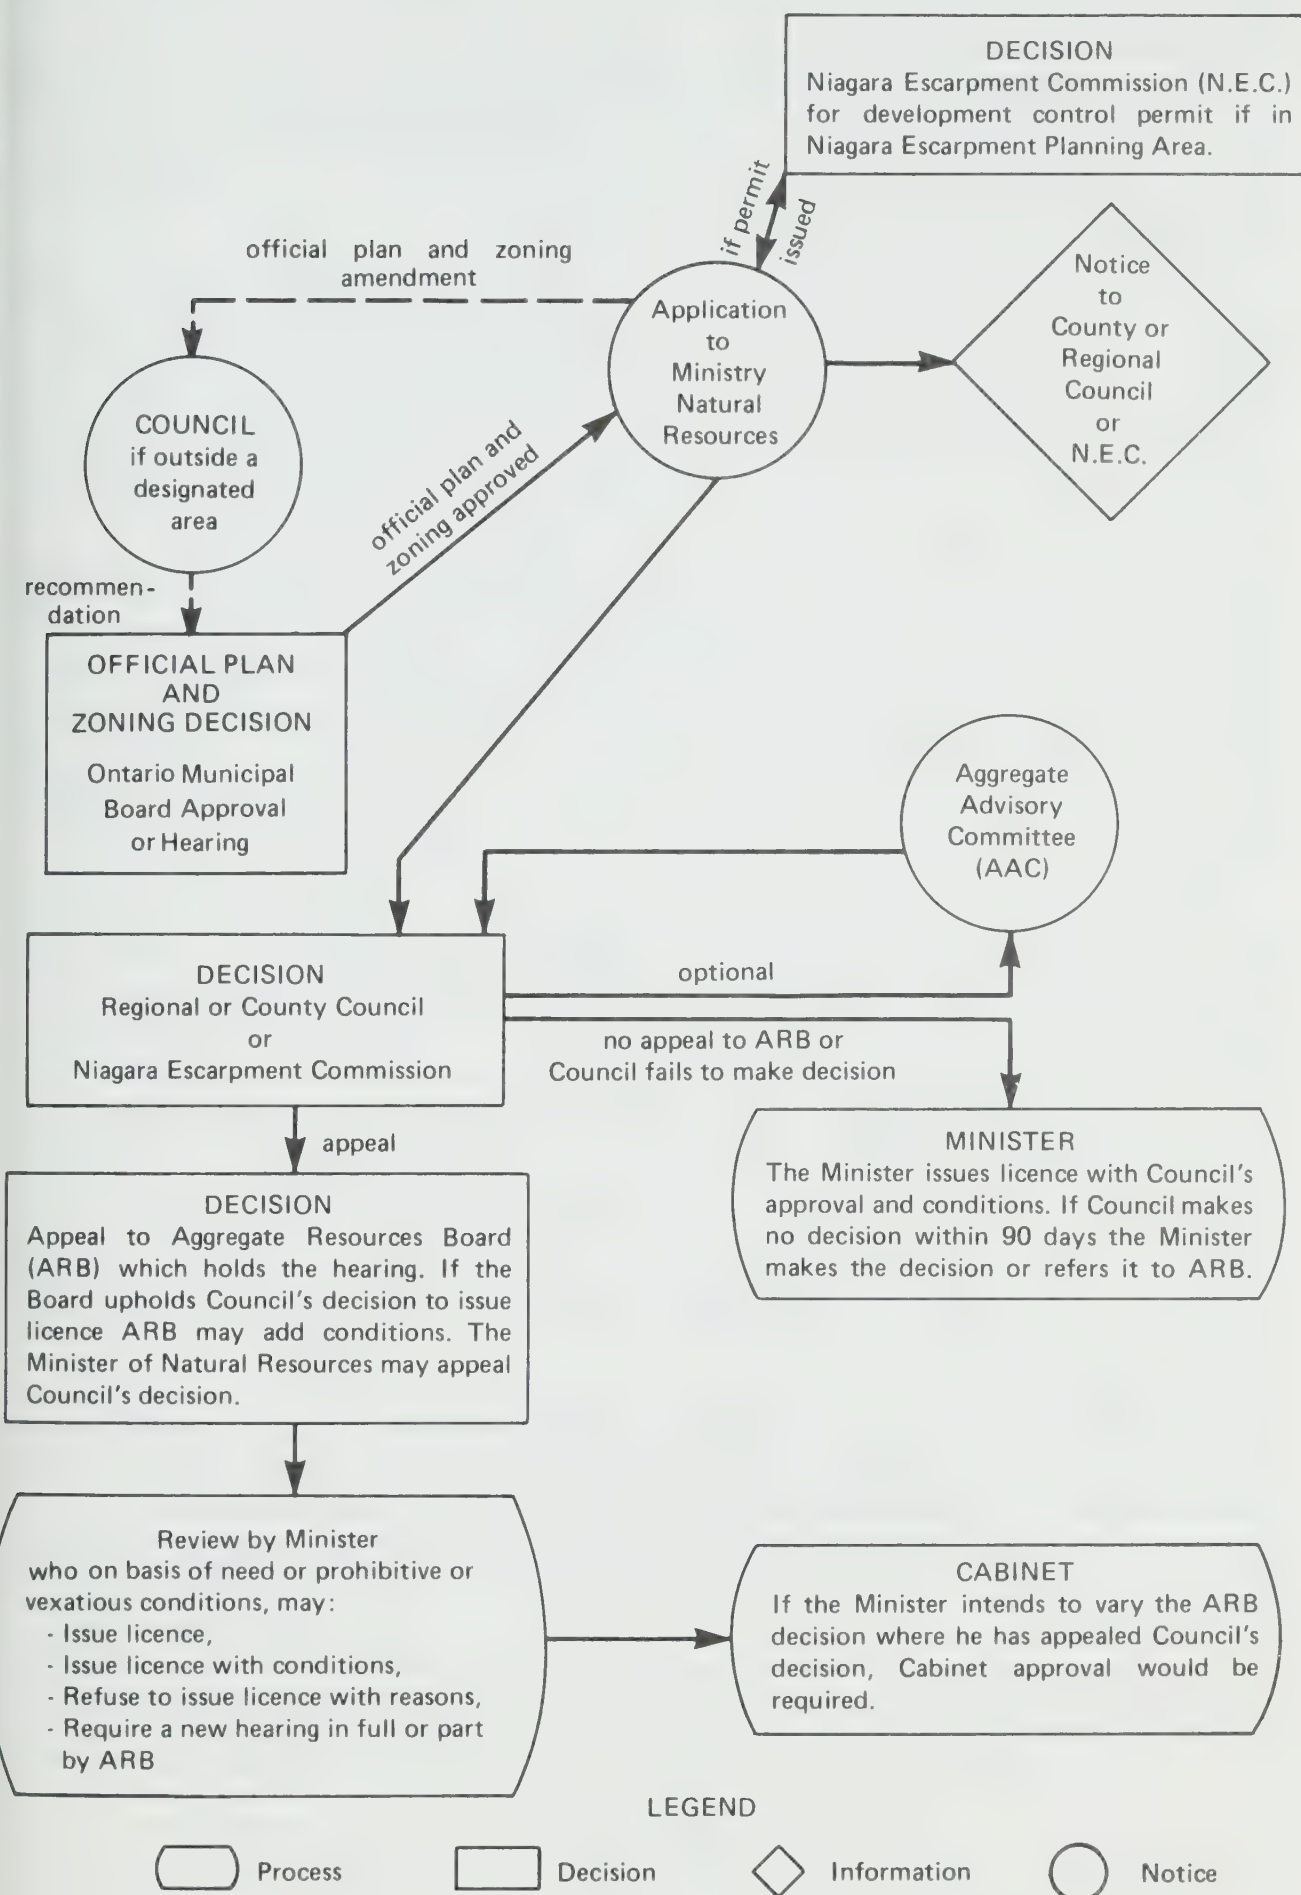 DECISION
Niagara Escarpment Commission (N.E.C.)
for development control permit if in
Niagara Escarpment Planning Area.
if permit
issued
official plan and zoning
amendment
Application
to
Ministry
Natural
Resources
Notice
to
County or
Regional
Council
or
N.E.C.
COUNCIL
if outside a
designated
area
official plan and
zoning approved
recommen-
dation
OFFICIAL PLAN
AND
ZONING DECISION
Ontario Municipal
Board Approval
or Hearing
Aggregate
Advisory
Committee
(AAC)
DECISION
Regional or County Council
or
Niagara Escarpment Commission
optional
no appeal to ARB or
Council fails to make decision
appeal
MINISTER
The Minister issues licence with Council's
approval and conditions. If Council makes
no decision within 90 days the Minister
makes the decision or refers it to ARB.
DECISION
Appeal to Aggregate Resources Board
(ARB) which holds the hearing. If the
Board upholds Council's decision to issue
licence ARB may add conditions. The
Minister of Natural Resources may appeal
Council's decision.
Review by Minister
who on basis of need or prohibitive or
vexatious conditions, may:
- Issue licence,
- Issue licence with conditions,
- Refuse to issue licence with reasons,
- Require a new hearing in full or part
by ARB
CABINET
If the Minister intends to vary the ARB
decision where he has appealed Council's
decision, Cabinet approval would be
required.
LEGEND
Process
Decision
Information
Notice